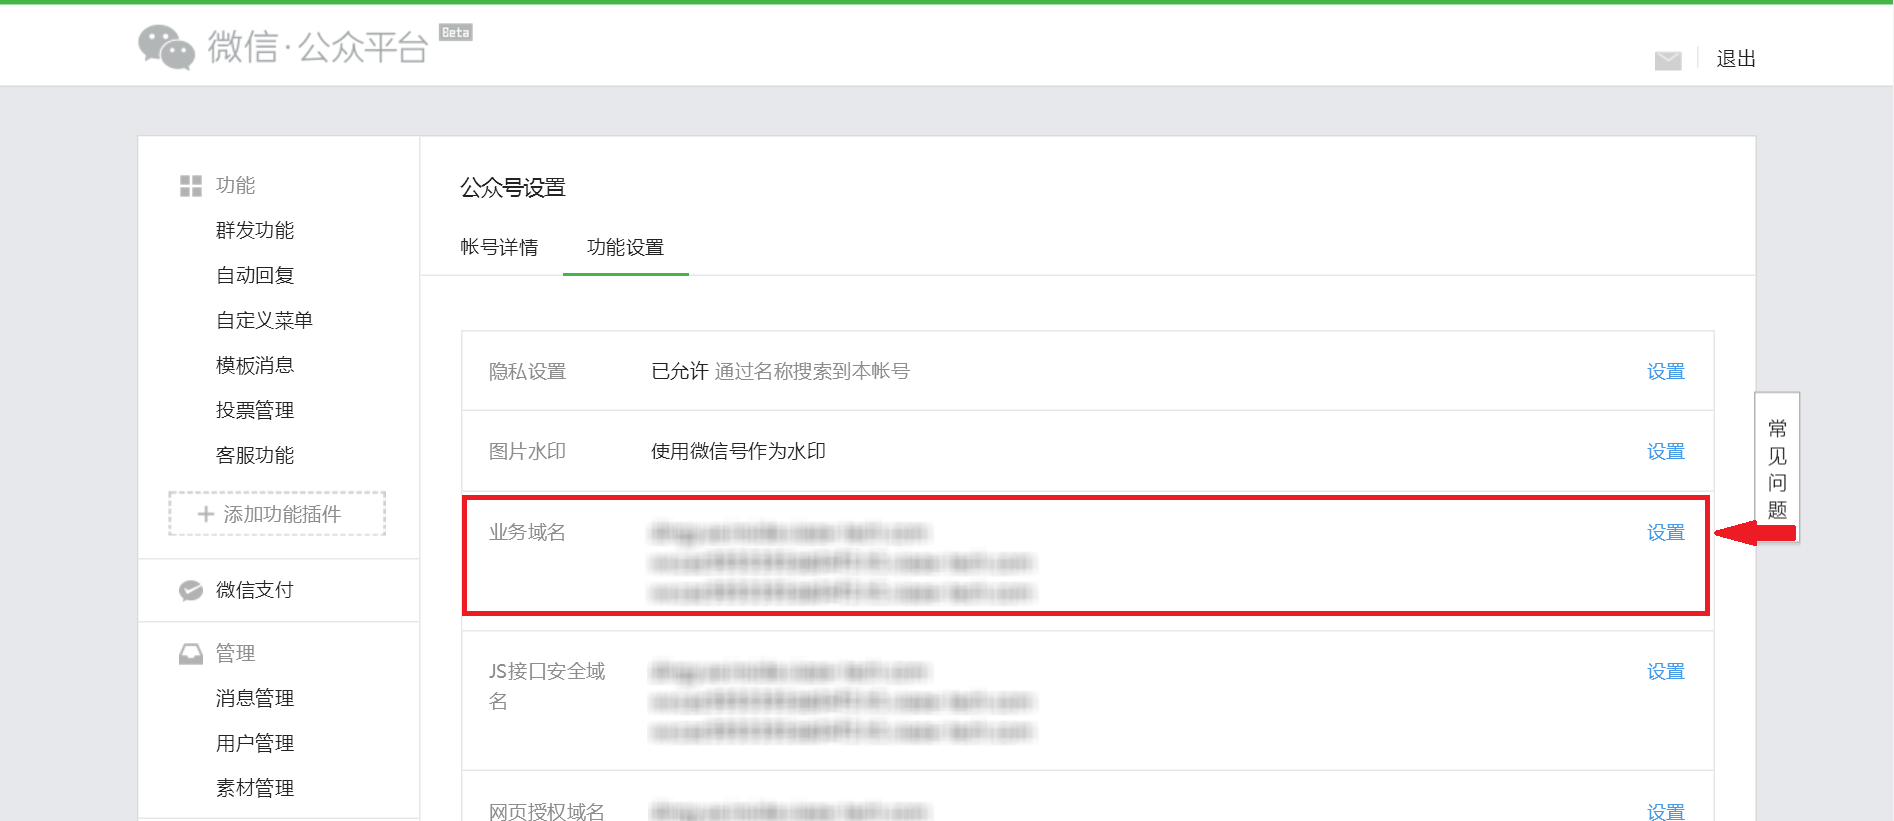 微信·公众平台 Beta
退出
功能
群发功能
自动回复
自定义菜单
模板消息
投票管理
客服功能
添加功能插件
微信支付
管理
消息管理
用户管理
素材管理
公众号设置
帐号详情 功能设置
隐私设置 已允许 通过名称搜索到本帐号 设置
图片水印 使用微信号作为水印 设置
业务域名 设置
JS接口安全域
名
设置
网页授权域名 设置
常
见
问
题